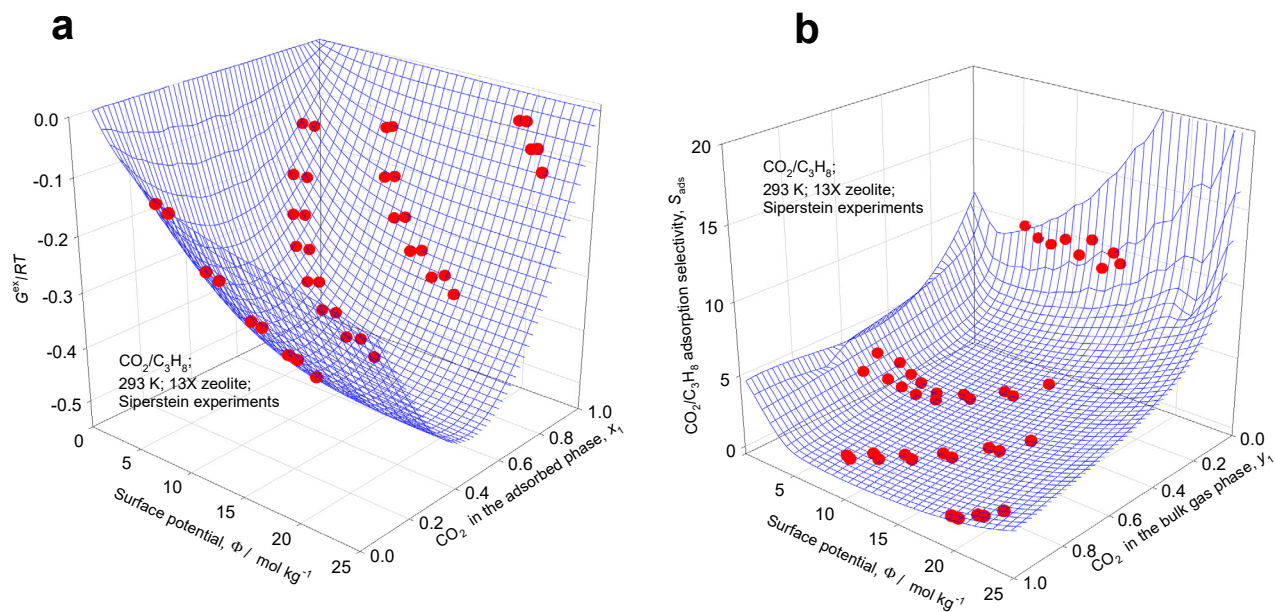 a
0.0
-0.1
-0.2
-0.3
-0.4
-0.5
G^ex/RT
CO₂/C₃H₈;
293 K; 13X zeolite;
Siperstein experiments
0
5
10
15
20
25
Surface potential, Φ / mol kg⁻¹
0.0
0.2
0.4
0.6
0.8
1.0
CO₂ in the adsorbed phase, x₁
b
20
15
10
5
0
CO₂/C₃H₈ adsorption selectivity, S_ads
CO₂/C₃H₈;
293 K; 13X zeolite;
Siperstein experiments
5
10
15
20
25
Surface potential, Φ / mol kg⁻¹
0.0
0.2
0.4
0.6
0.8
1.0
CO₂ in the bulk gas phase, y₁